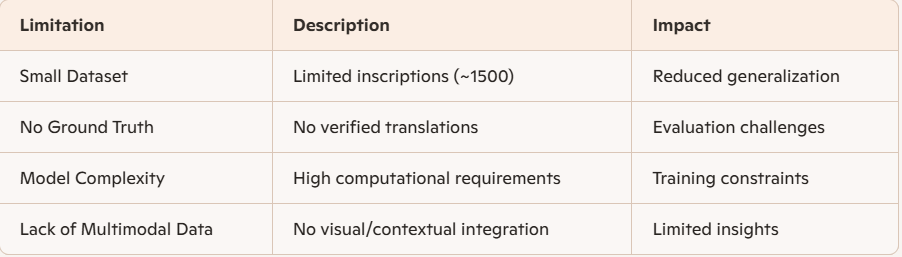 Limitation Description Impact
Small Dataset Limited inscriptions (~1500) Reduced generalization
No Ground Truth No verified translations Evaluation challenges
Model Complexity High computational requirements Training constraints
Lack of Multimodal Data No visual/contextual integration Limited insights